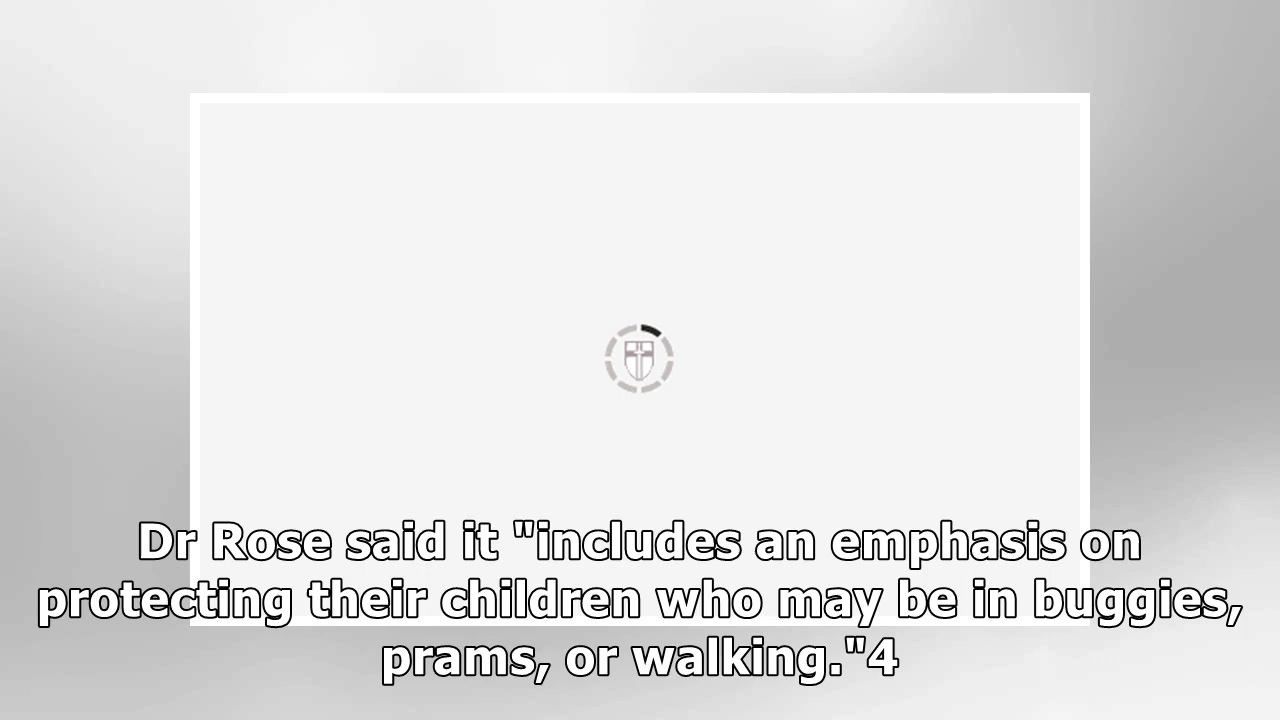 Dr Rose said it "includes an emphasis on
protecting their children who may be in buggies,
prams, or walking."4